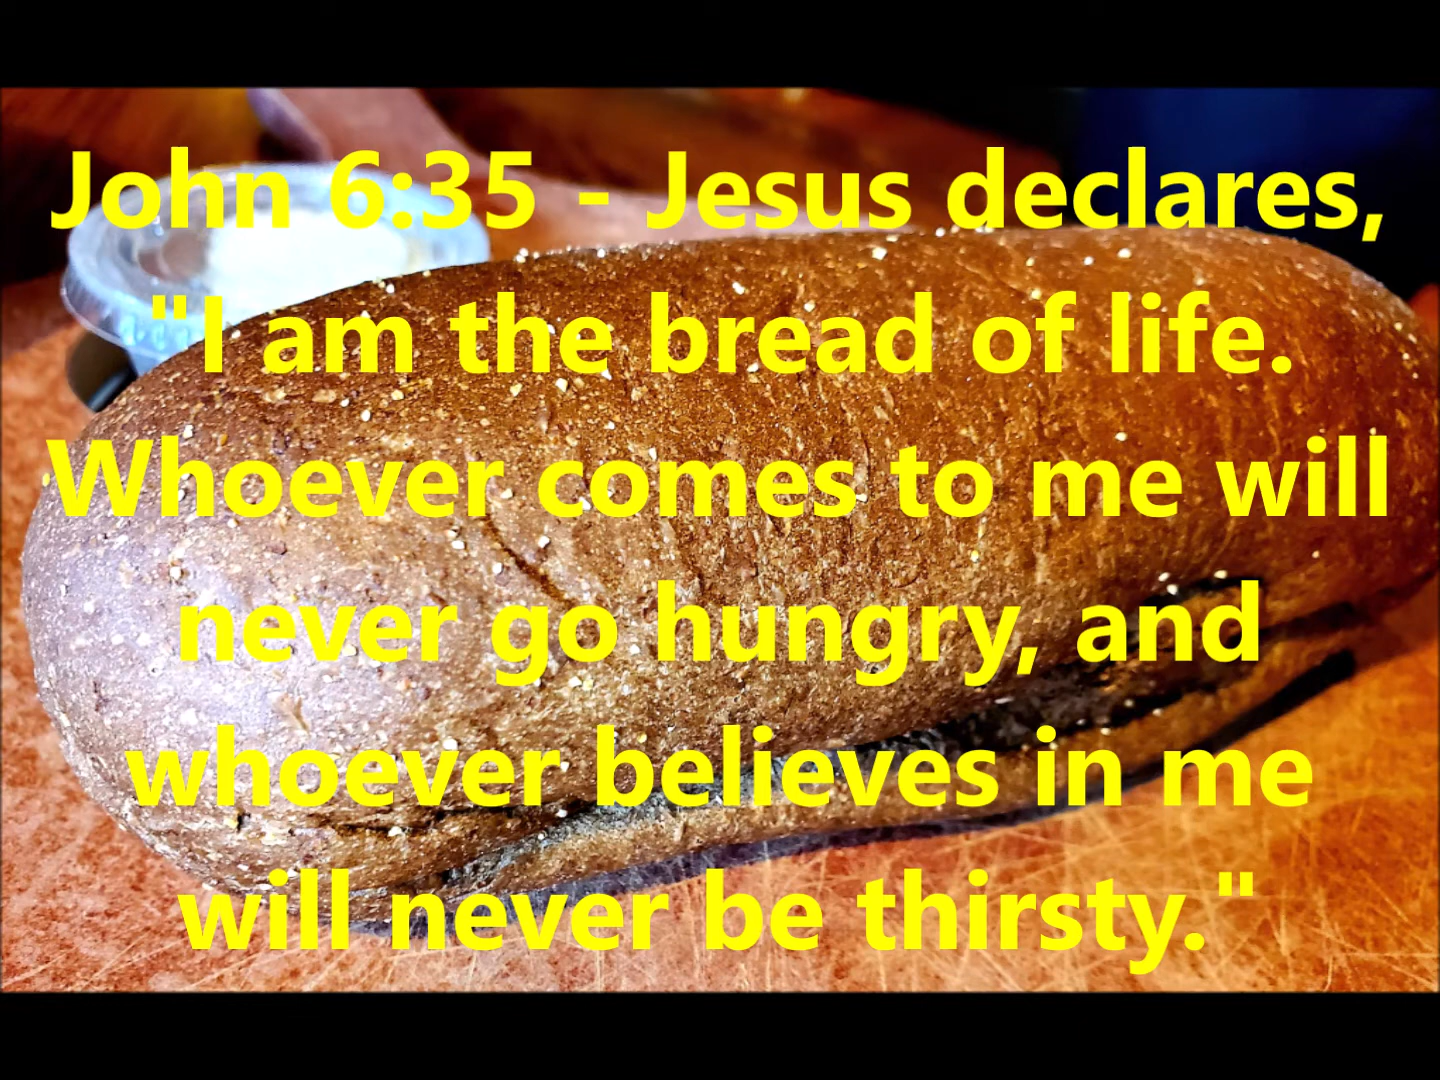 John 6:35 - Jesus declares,
"I am the bread of life.
Whoever comes to me will
never go hungry, and
whoever believes in me
will never be thirsty."